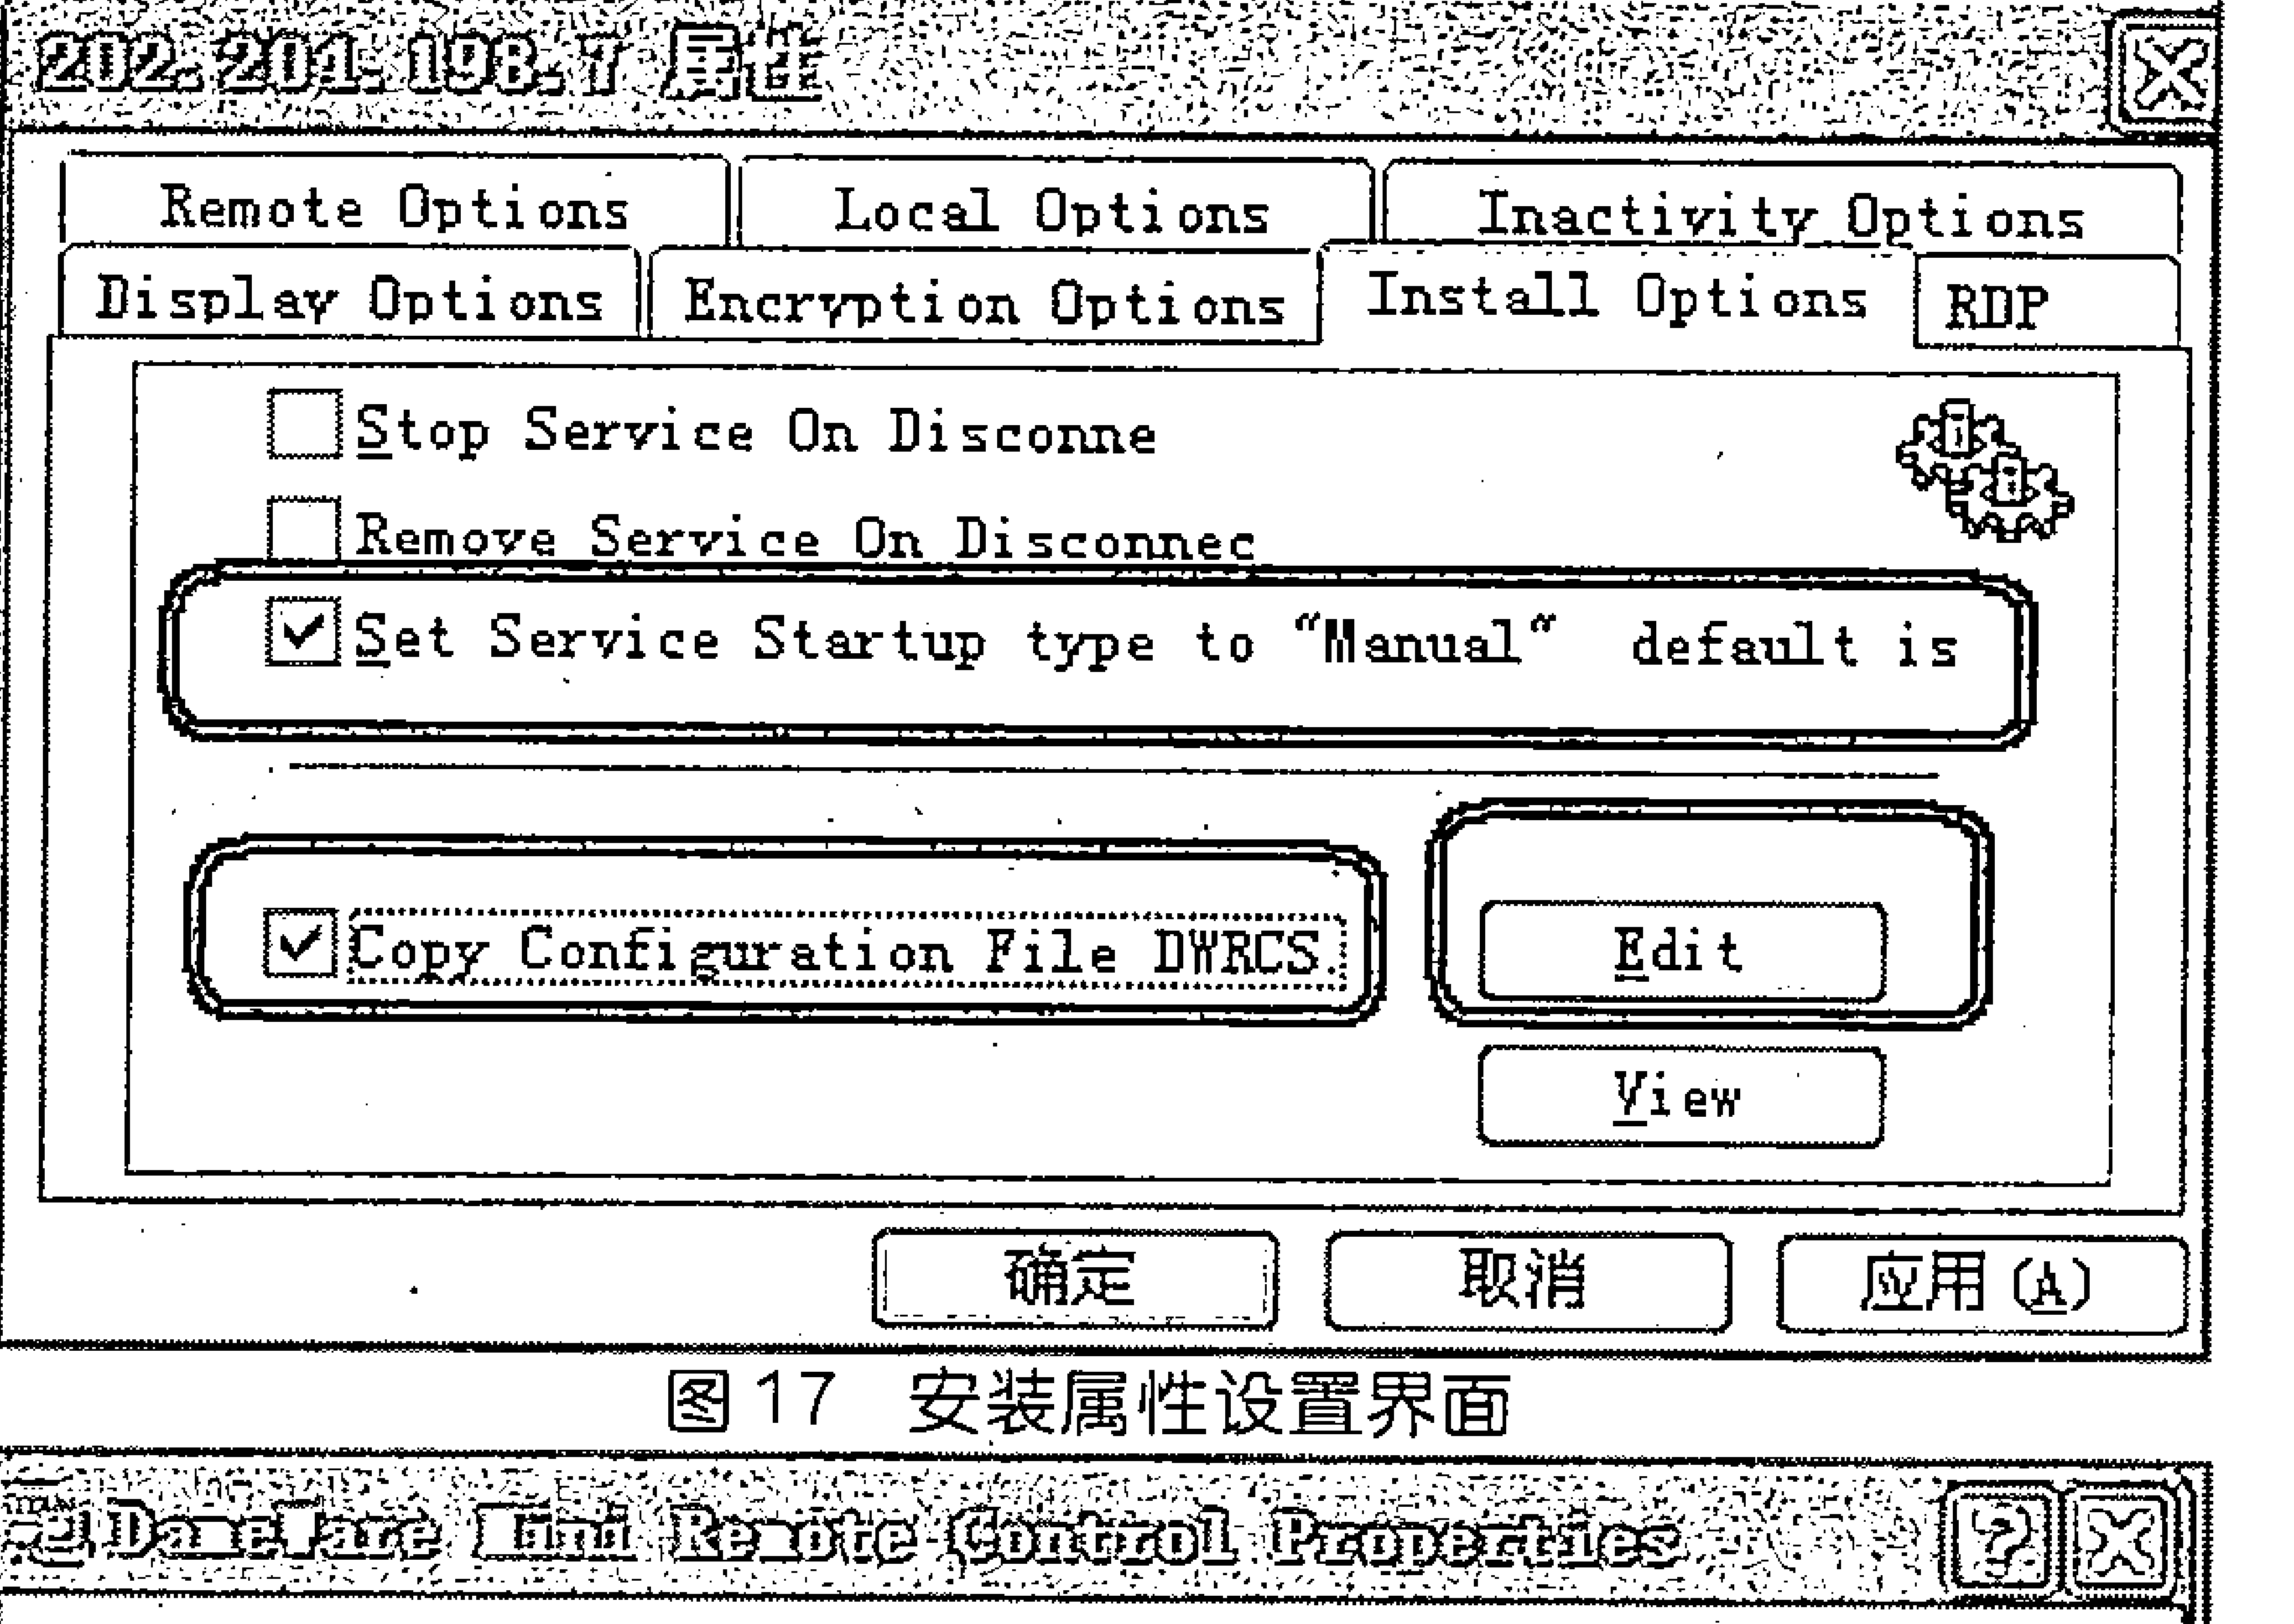 202.201.198.7 属性
Remote Options Local Options Inactivity Options
Display Options Encryption Options Install Options RDP
Stop Service On Disconne
Remove Service On Disconnec
Set Service Startup type to "Manual" default is
Copy Configuration File DWRCS.
Edit
View
确定 取消 应用(A)
图17 安装属性设置界面
DameWare Mini Remote Control Properties